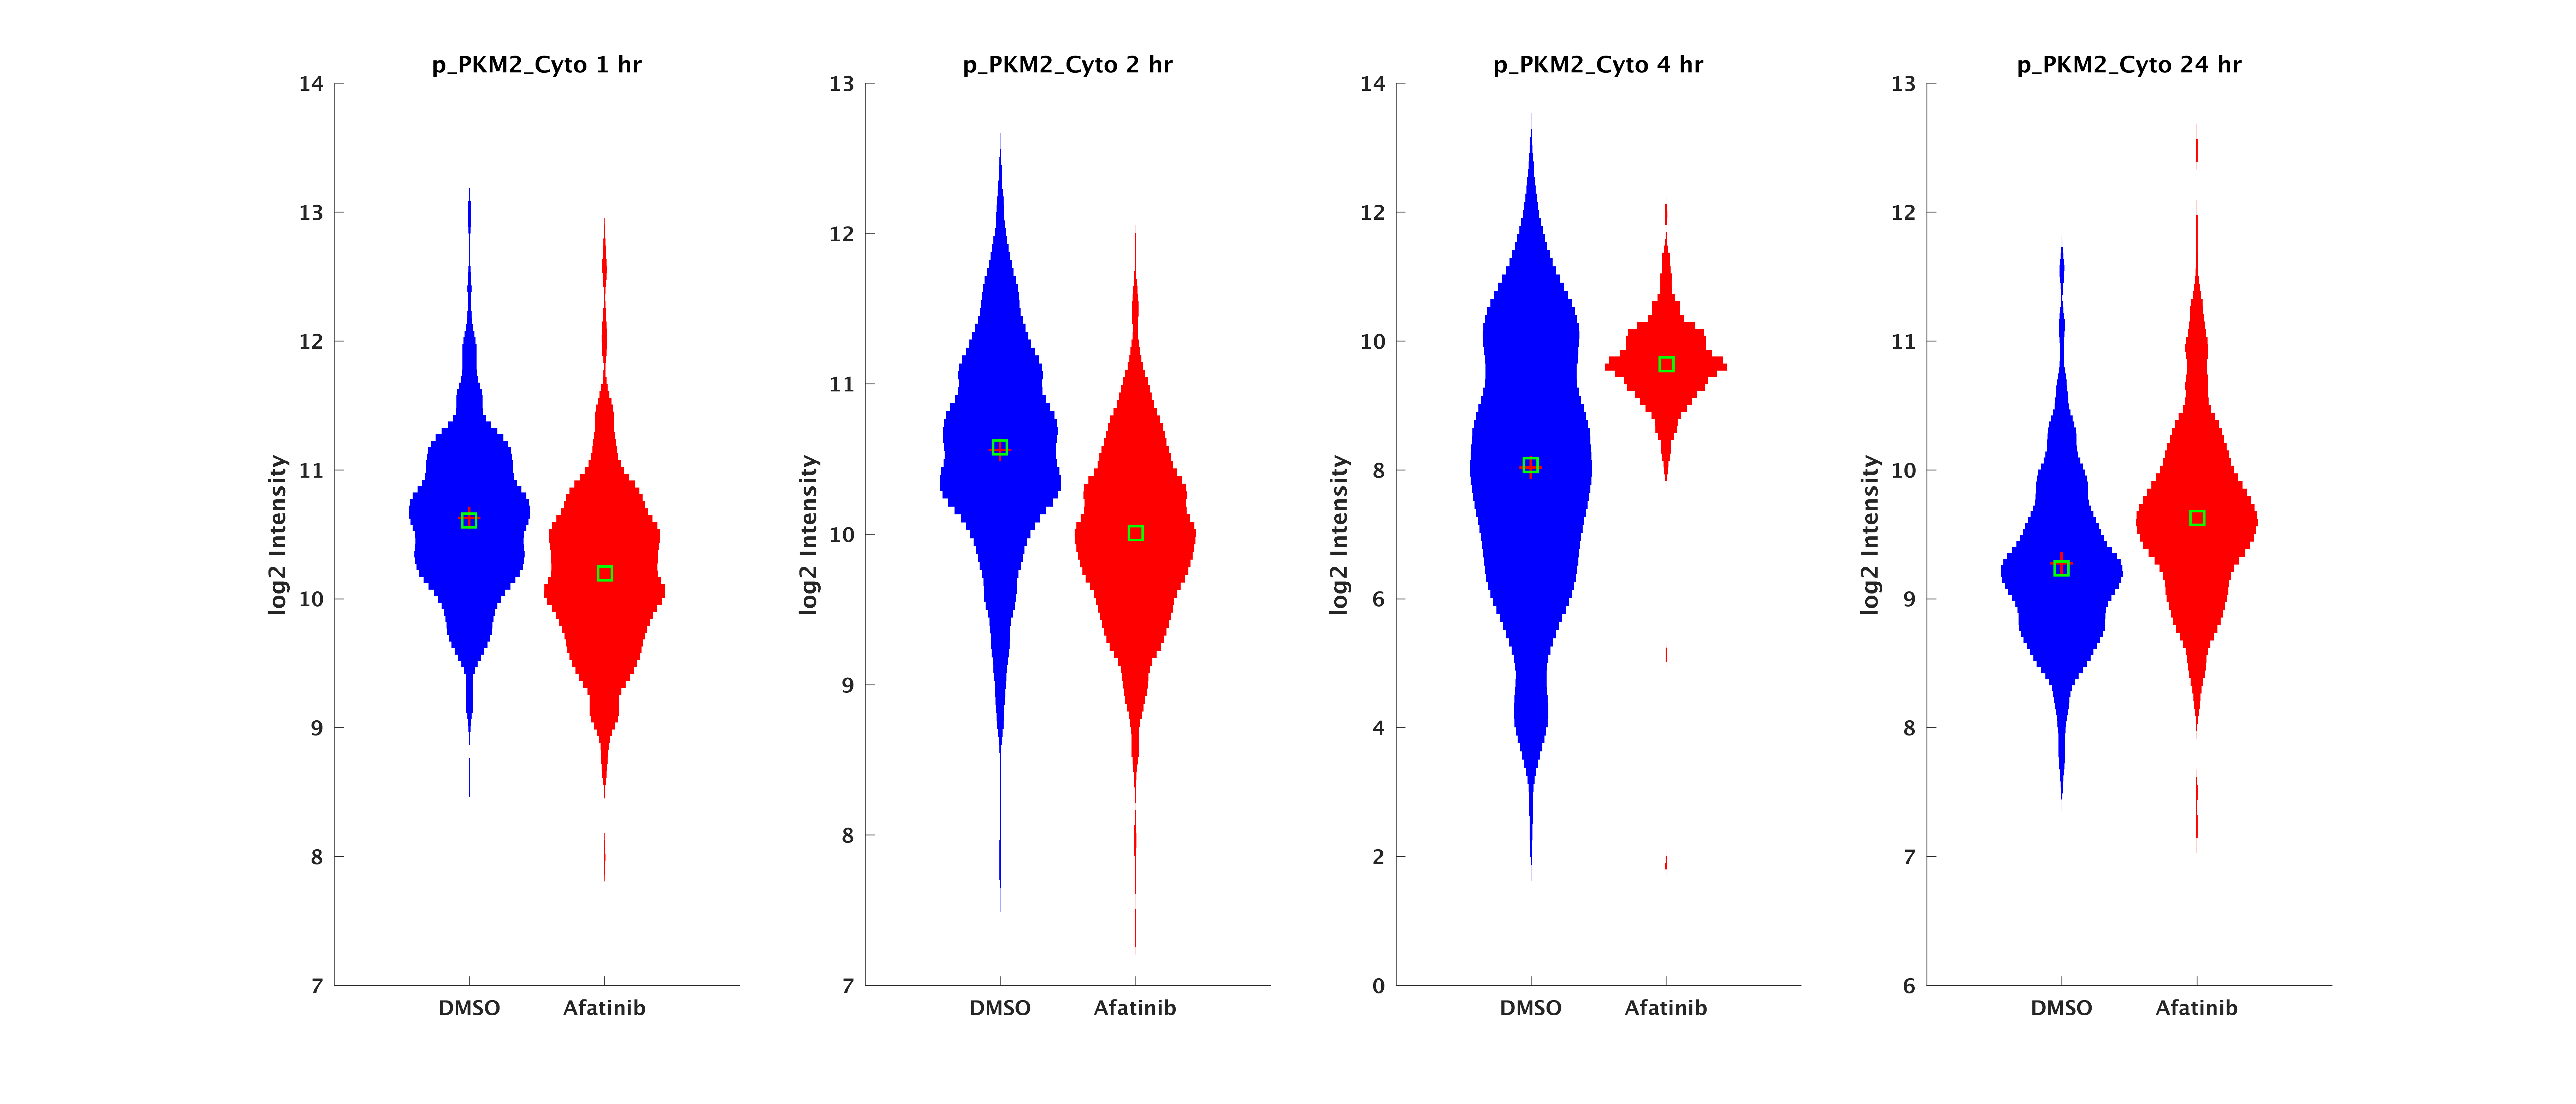 p_PKM2_Cyto 1 hr
14
13
12
11
10
9
8
7
log2 Intensity
DMSO
Afatinib
p_PKM2_Cyto 2 hr
13
12
11
10
9
8
7
log2 Intensity
DMSO
Afatinib
p_PKM2_Cyto 4 hr
14
12
10
8
6
4
2
0
log2 Intensity
DMSO
Afatinib
p_PKM2_Cyto 24 hr
13
12
11
10
9
8
7
6
log2 Intensity
DMSO
Afatinib